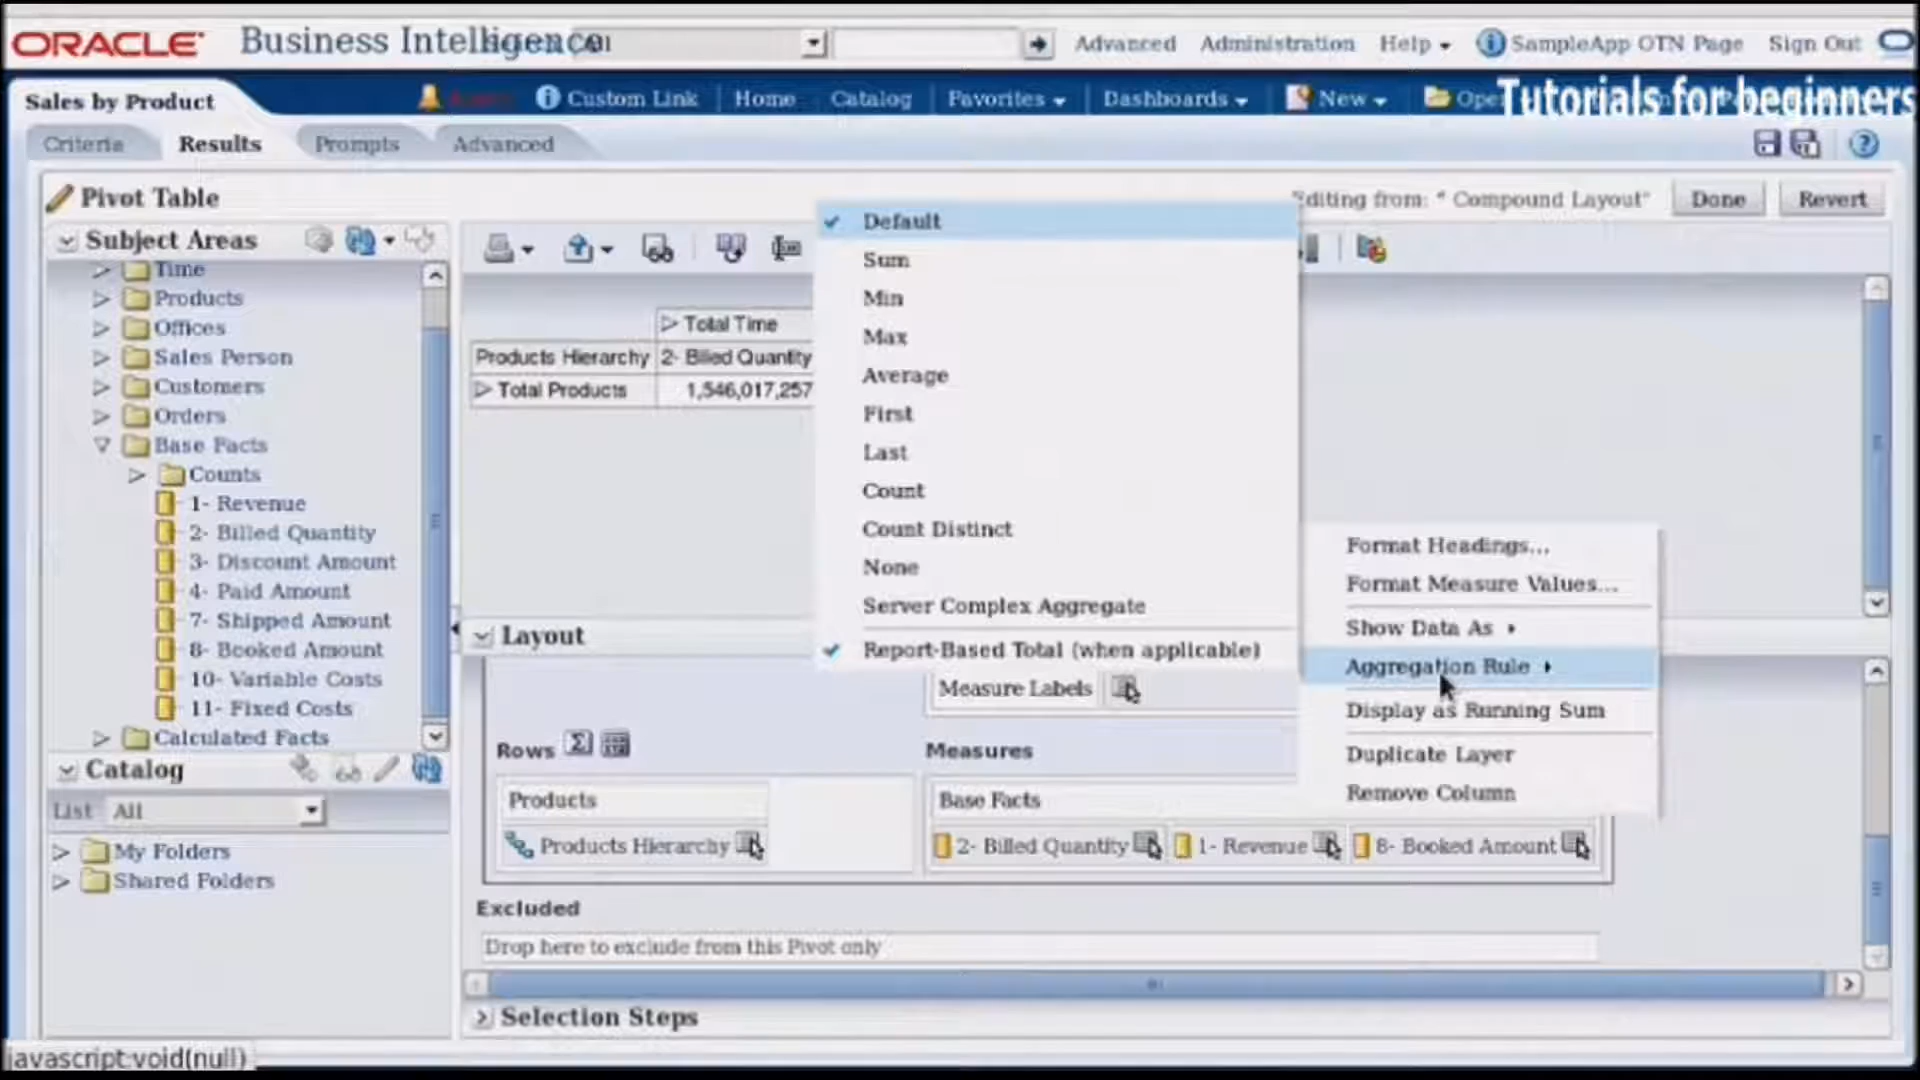 ORACLE Business Intelligence All Advanced Administration Help SampleApp OTN Page Sign Out
Sales by Product Custom Link Home Catalog Favorites Dashboards New
Tutorials for beginners
Criteria Results Prompts Advanced
Pivot Table
Editing from: " Compound Layout" Done Revert
Subject Areas
Time
Products
Offices
Sales Person
Customers
Orders
Base Facts
Counts
1- Revenue
2- Billed Quantity
3- Discount Amount
4- Paid Amount
7- Shipped Amount
8- Booked Amount
10- Variable Costs
11- Fixed Costs
Calculated Facts
Catalog
List All
My Folders
Shared Folders
Total Time
Products Hierarchy 2- Billed Quantity
Total Products 1,546,017,257
Default
Sum
Min
Max
Average
First
Last
Count
Count Distinct
None
Server Complex Aggregate
Report-Based Total (when applicable)
Format Headings...
Format Measure Values...
Show Data As
Aggregation Rule
Display as Running Sum
Duplicate Layer
Remove Column
Layout
Measure Labels
Rows
Measures
Products
Base Facts
Products Hierarchy
2- Billed Quantity 1- Revenue 8- Booked Amount
Excluded
Drop here to exclude from this Pivot only
Selection Steps
javascript:void(null)